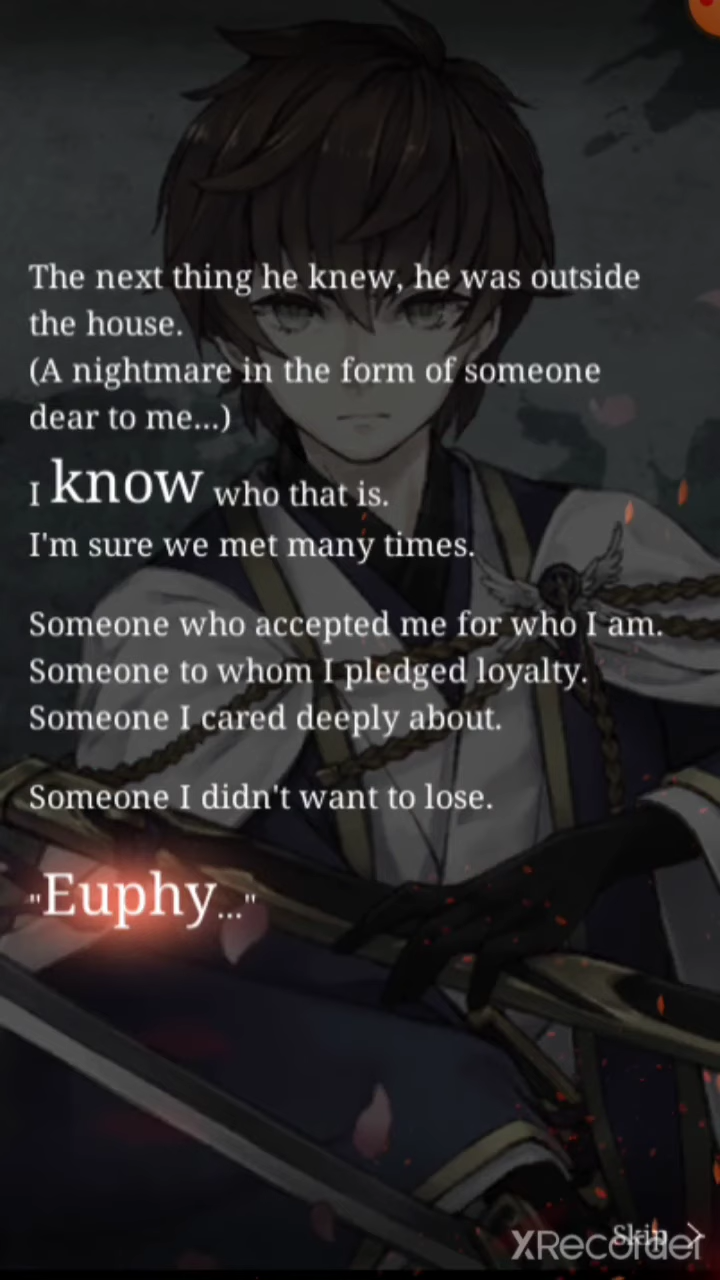 The next thing he knew, he was outside
the house.
(A nightmare in the form of someone
dear to me...)
I know who that is.
I'm sure we met many times.
Someone who accepted me for who I am.
Someone to whom I pledged loyalty.
Someone I cared deeply about.
Someone I didn't want to lose.
"Euphy..."
Skip >
XRecorder